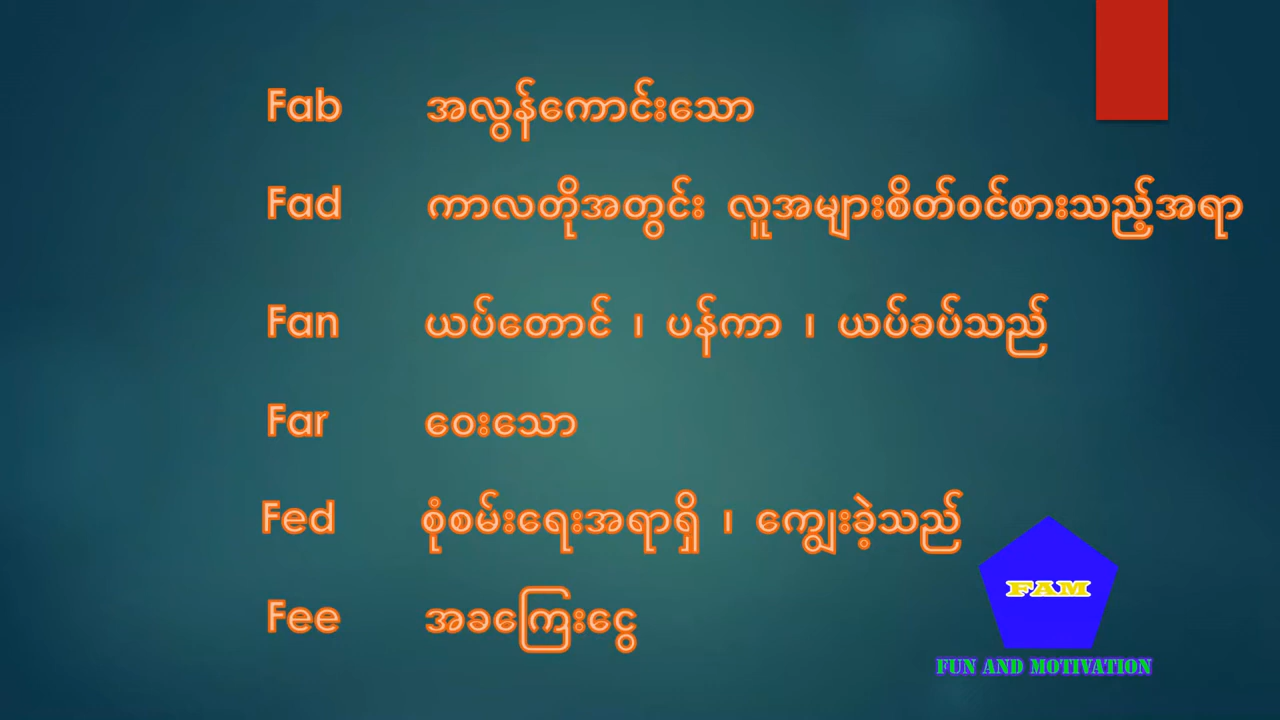 Fab အလွန်ကောင်းသော
Fad ကာလတိုအတွင်း လူအများစိတ်ဝင်စားသည့်အရာ
Fan ယပ်တောင် ၊ ပန်ကာ ၊ ယပ်ခပ်သည်
Far ဝေးသော
Fed စုံစမ်းရေးအရာရှိ ၊ ကျွေးခဲ့သည်
Fee အခကြေးငွေ
FAM
FUN AND MOTIVATION